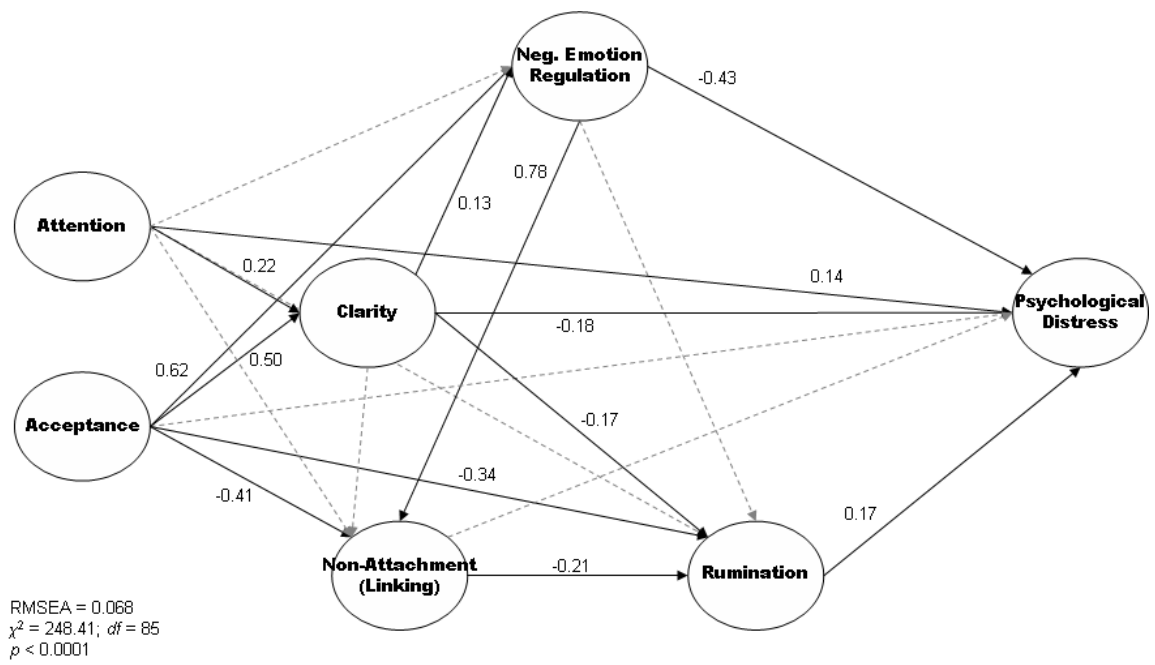 Neg. Emotion
Regulation
-0.43
0.78
0.13
Attention
0.22
0.14
Clarity
Psychological
Distress
-0.18
0.62
0.50
Acceptance
-0.17
-0.34
-0.41
0.17
Non-Attachment
(Linking)
-0.21
Rumination
RMSEA = 0.068
χ² = 248.41; df = 85
p < 0.0001